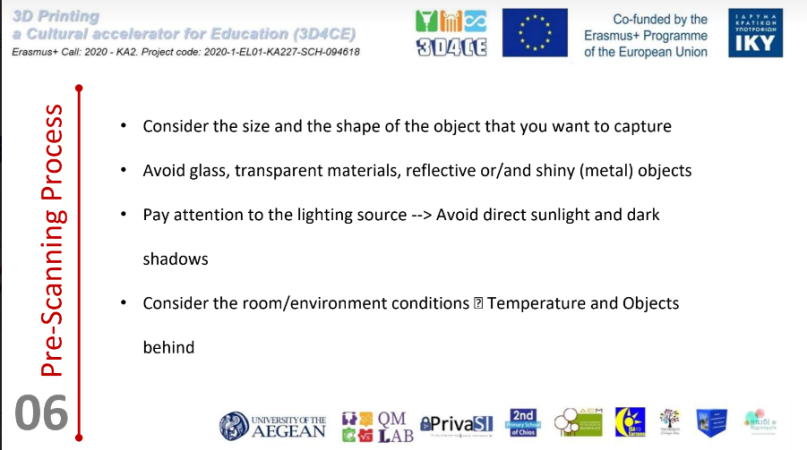 3D Printing
a Cultural accelerator for Education (3D4CE)
Erasmus+ Call: 2020 - KA2. Project code: 2020-1-EL01-KA227-SCH-094618
3D4CE
Co-funded by the
Erasmus+ Programme
of the European Union
ΙΔΡΥΜΑ
ΚΡΑΤΙΚΩΝ
ΥΠΟΤΡΟΦΙΩΝ
IKY
Pre-Scanning Process
• Consider the size and the shape of the object that you want to capture
• Avoid glass, transparent materials, reflective or/and shiny (metal) objects
• Pay attention to the lighting source --> Avoid direct sunlight and dark
shadows
• Consider the room/environment conditions ⍰ Temperature and Objects
behind
06
UNIVERSITY OF THE
AEGEAN
QM
LAB
PrivaSI
2nd
Primary School
of Chios